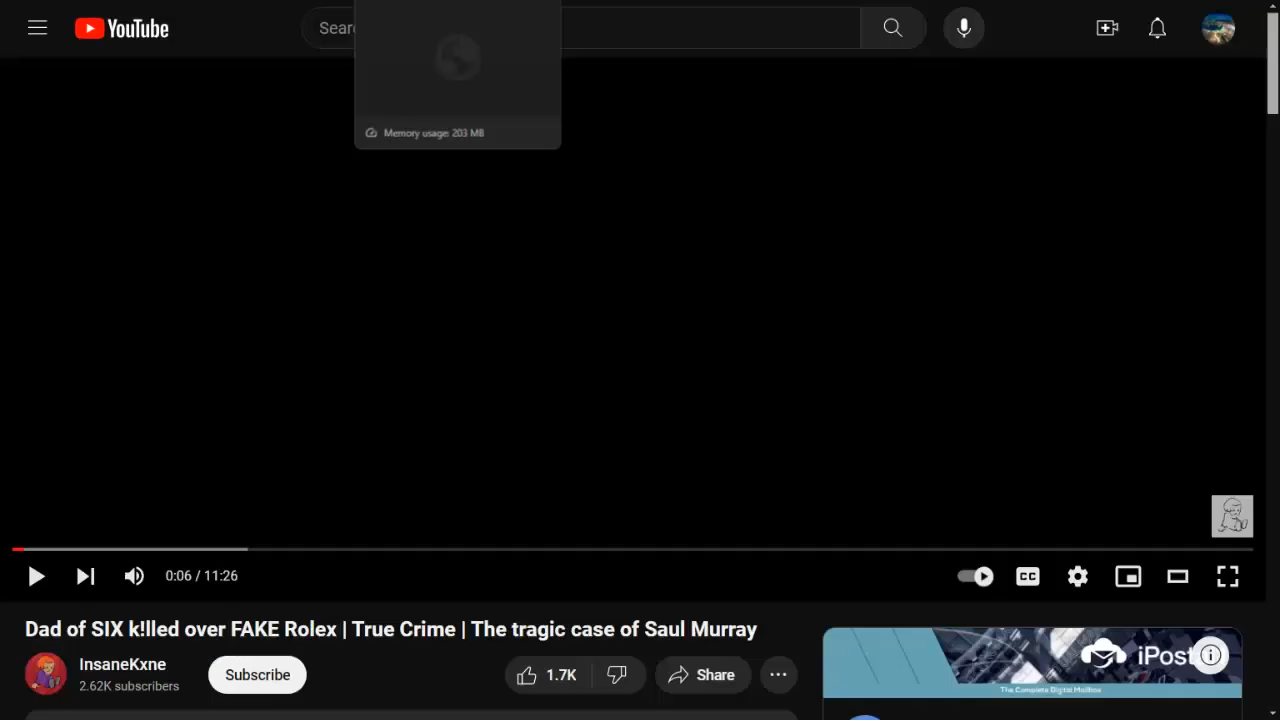 YouTube
Sear
Memory usage: 203 MB
0:06 / 11:26
CC
Dad of SIX k!lled over FAKE Rolex | True Crime | The tragic case of Saul Murray
InsaneKxne
2.62K subscribers
Subscribe
1.7K
Share
iPost
The Complete Digital Mailbox